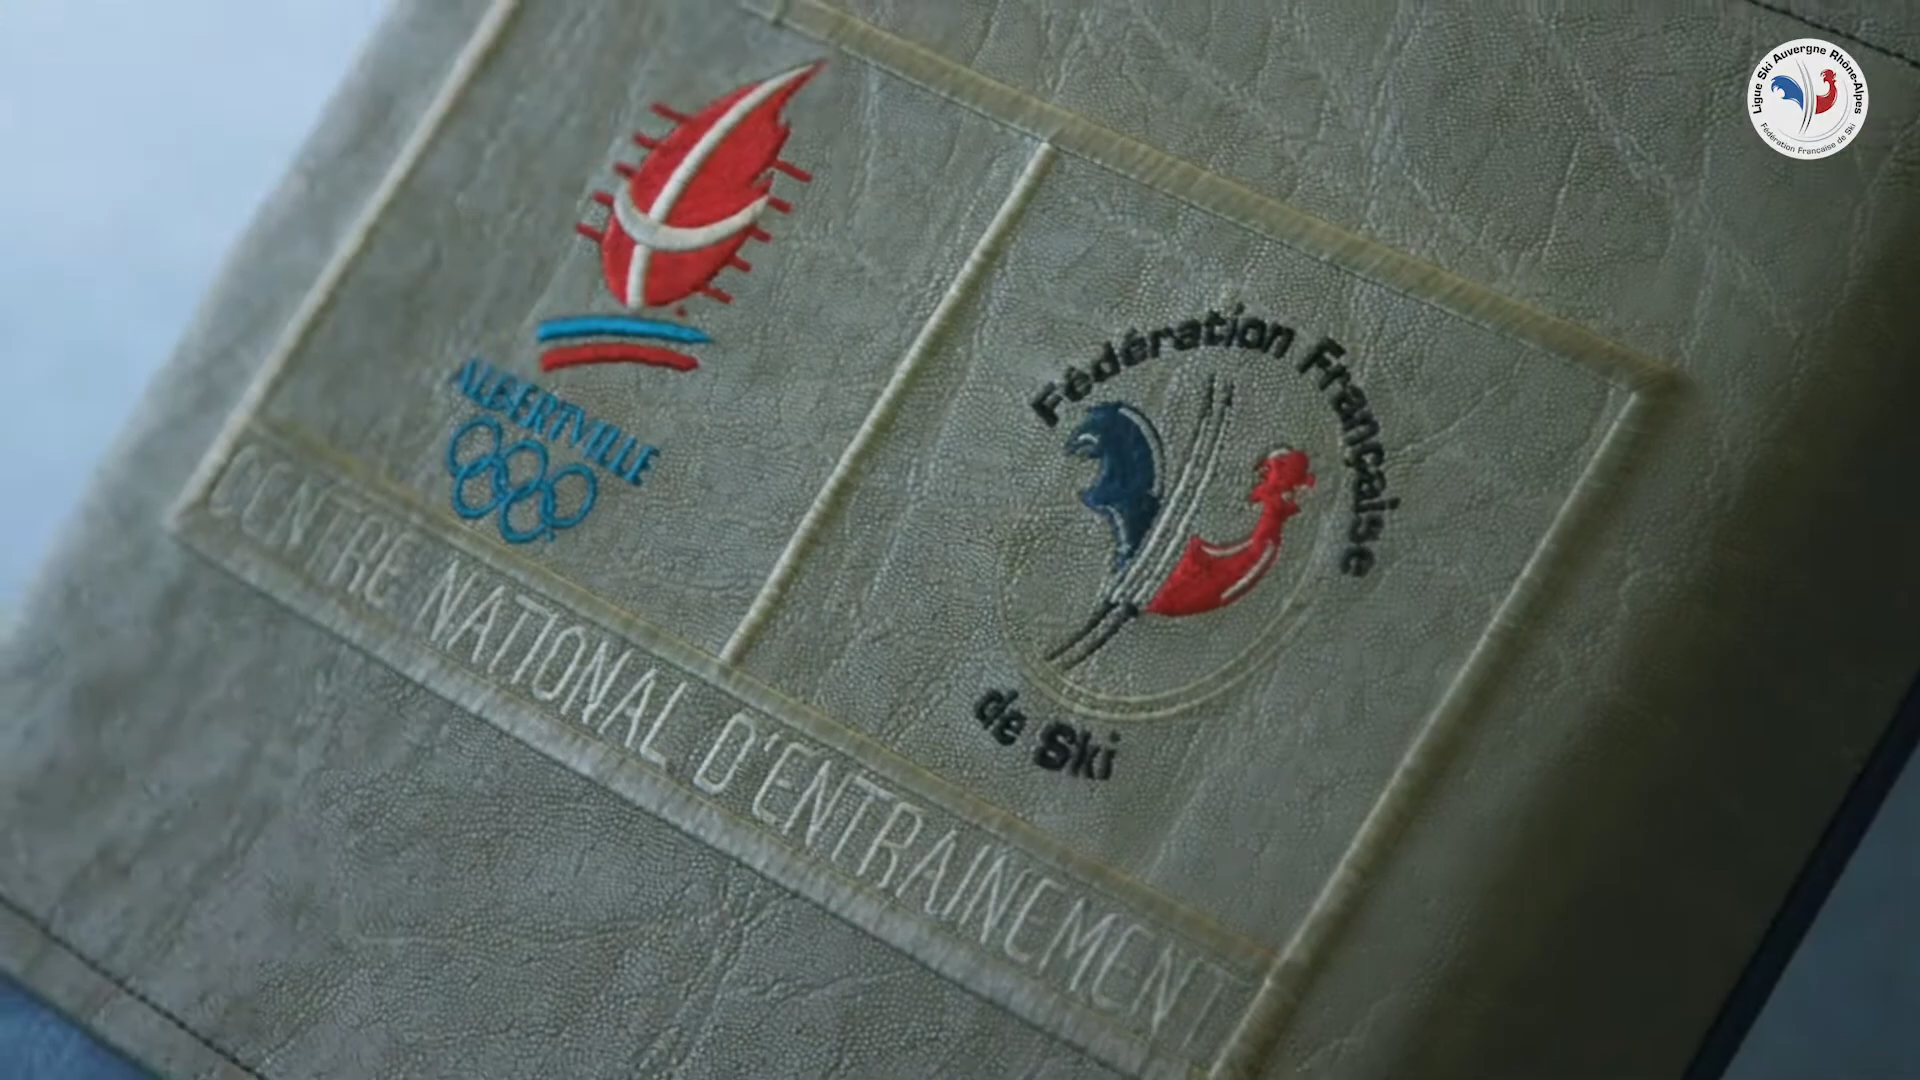 Ligue Ski Auvergne Rhône-Alpes
Fédération Française de Ski
ALBERTVILLE
Fédération Française
de Ski
CENTRE NATIONAL D'ENTRAINEMENT